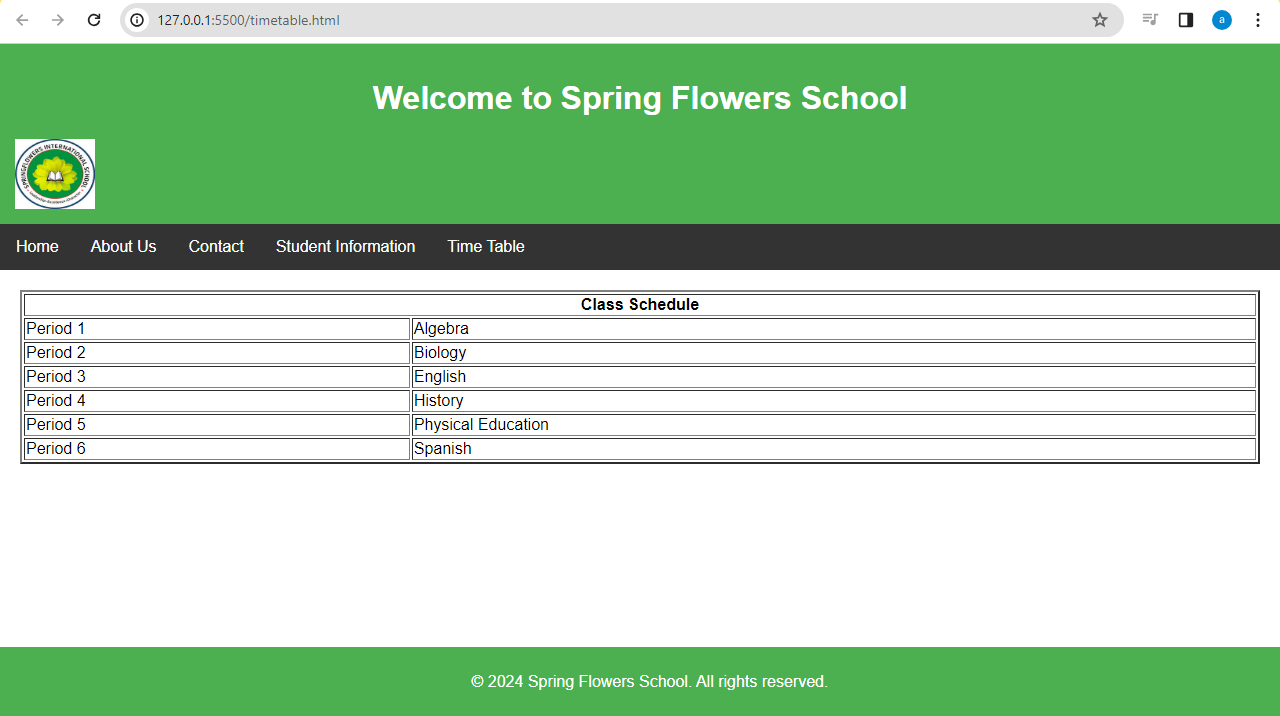 127.0.0.1:5500/timetable.html
a
Welcome to Spring Flowers School
SPRINGFLOWERS INTERNATIONAL SCHOOL
Home About Us Contact Student Information Time Table
Class Schedule
Period 1 Algebra
Period 2 Biology
Period 3 English
Period 4 History
Period 5 Physical Education
Period 6 Spanish
© 2024 Spring Flowers School. All rights reserved.